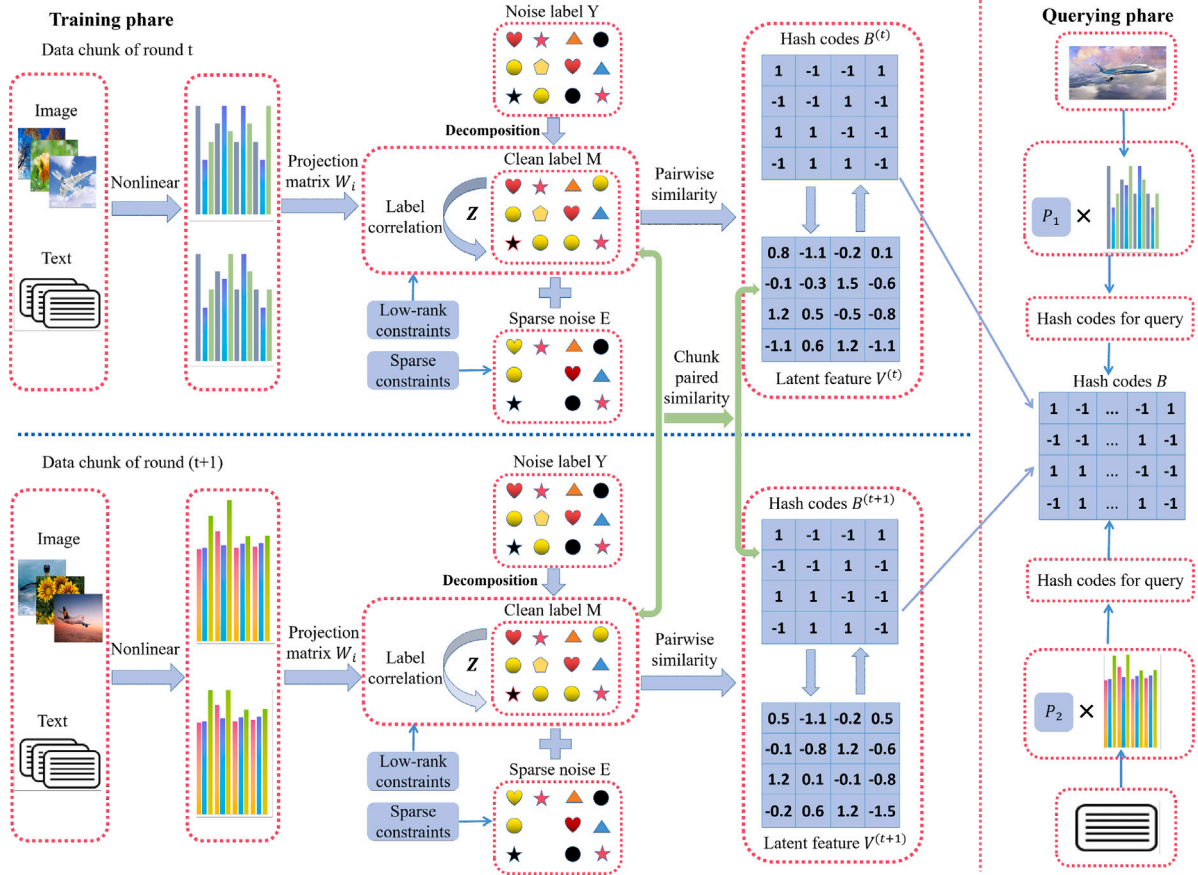 Training phare
Data chunk of round t
Image
Text
Nonlinear
Projection
matrix W_i
Noise label Y
Decomposition
Clean label M
Label
correlation
Z
Low-rank
constraints
Sparse
constraints
Sparse noise E
Pairwise
similarity
Chunk
paired
similarity
Hash codes B^(t)
1 -1 -1 1
-1 -1 1 -1
1 1 -1 -1
-1 1 1 -1
0.8 -1.1 -0.2 0.1
-0.1 -0.3 1.5 -0.6
1.2 0.5 -0.5 -0.8
-1.1 0.6 1.2 -1.1
Latent feature V^(t)
Data chunk of round (t+1)
Image
Text
Nonlinear
Projection
matrix W_i
Noise label Y
Decomposition
Clean label M
Label
correlation
Z
Low-rank
constraints
Sparse
constraints
Sparse noise E
Pairwise
similarity
Hash codes B^(t+1)
1 -1 -1 1
-1 -1 1 -1
1 1 -1 -1
-1 1 1 -1
0.5 -1.1 -0.2 0.5
-0.1 -0.8 1.2 -0.6
1.2 0.1 -0.1 -0.8
-0.2 0.6 1.2 -1.5
Latent feature V^(t+1)
Querying phare
P_1 ×
Hash codes for query
Hash codes B
1 -1 ... -1 1
-1 -1 ... 1 -1
1 1 ... -1 -1
-1 1 ... 1 -1
Hash codes for query
P_2 ×